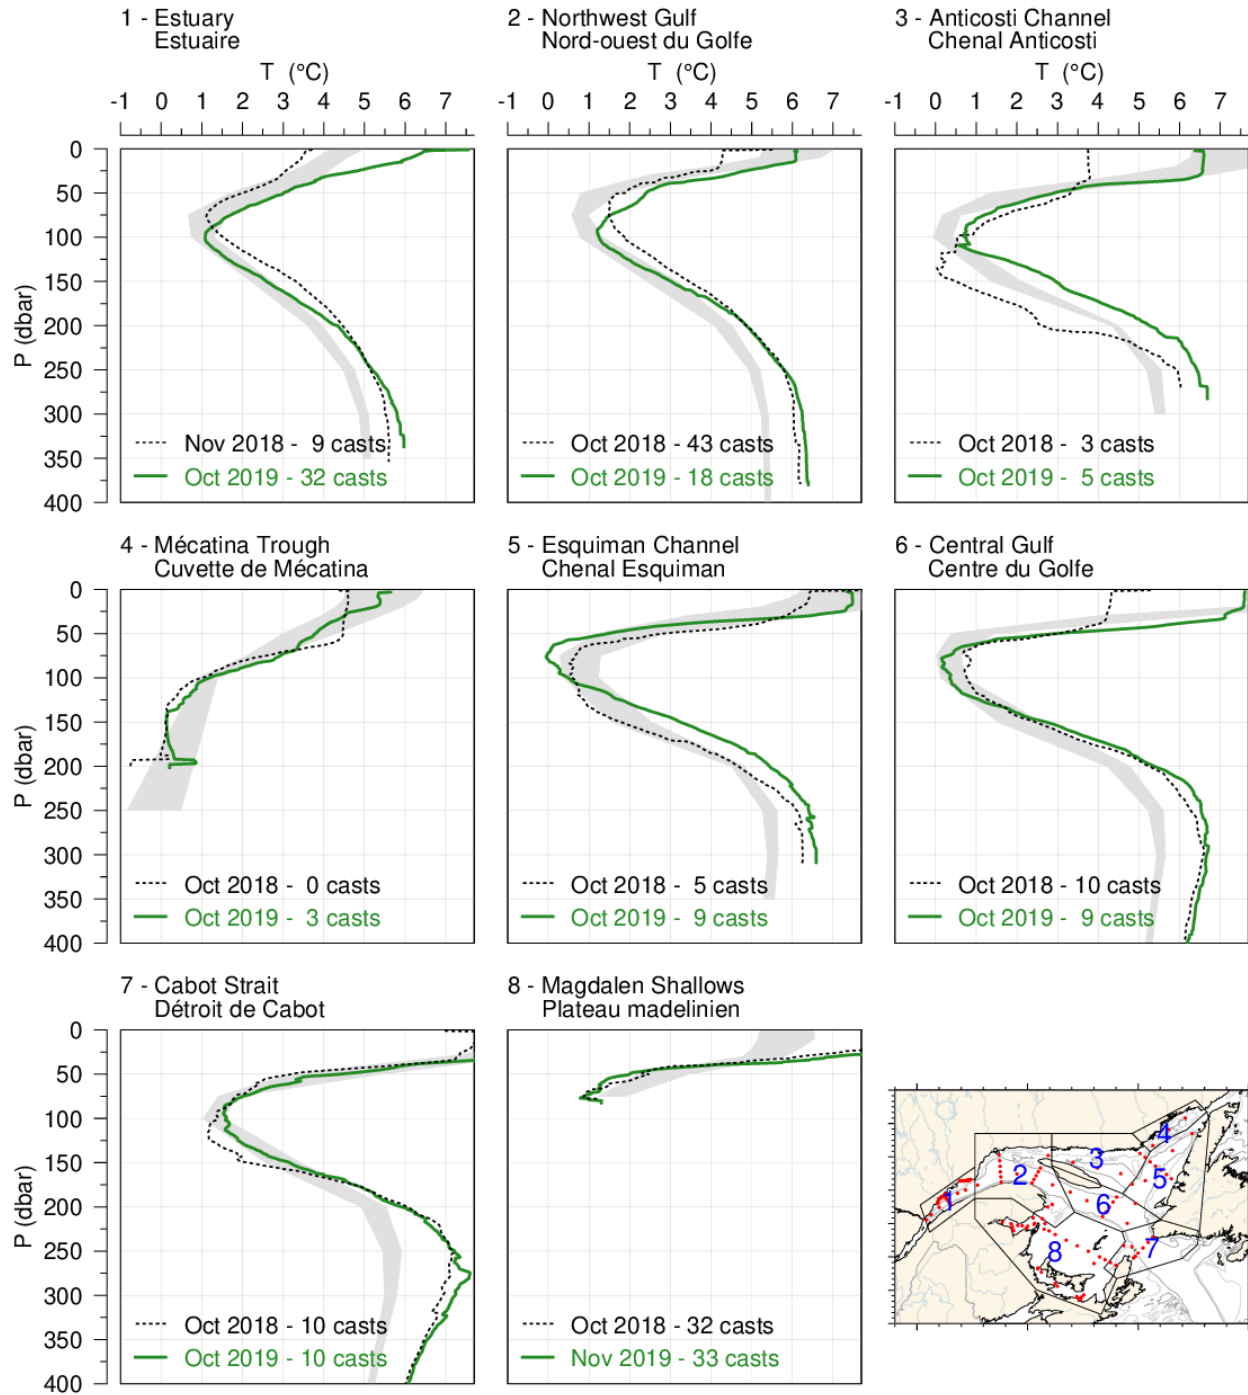 1 - Estuary
Estuaire
2 - Northwest Gulf
Nord-ouest du Golfe
3 - Anticosti Channel
Chenal Anticosti
T (°C)
T (°C)
T (°C)
-1 0 1 2 3 4 5 6 7
-1 0 1 2 3 4 5 6 7
-1 0 1 2 3 4 5 6 7
P (dbar)
0
50
100
150
200
250
300
350
400
Nov 2018 - 9 casts
Oct 2019 - 32 casts
Oct 2018 - 43 casts
Oct 2019 - 18 casts
Oct 2018 - 3 casts
Oct 2019 - 5 casts
4 - Mécatina Trough
Cuvette de Mécatina
5 - Esquiman Channel
Chenal Esquiman
6 - Central Gulf
Centre du Golfe
P (dbar)
0
50
100
150
200
250
300
350
400
Oct 2018 - 0 casts
Oct 2019 - 3 casts
Oct 2018 - 5 casts
Oct 2019 - 9 casts
Oct 2018 - 10 casts
Oct 2019 - 9 casts
7 - Cabot Strait
Détroit de Cabot
8 - Magdalen Shallows
Plateau madelinien
P (dbar)
0
50
100
150
200
250
300
350
400
Oct 2018 - 10 casts
Oct 2019 - 10 casts
Oct 2018 - 32 casts
Nov 2019 - 33 casts
4
3
2
5
1
6
7
8